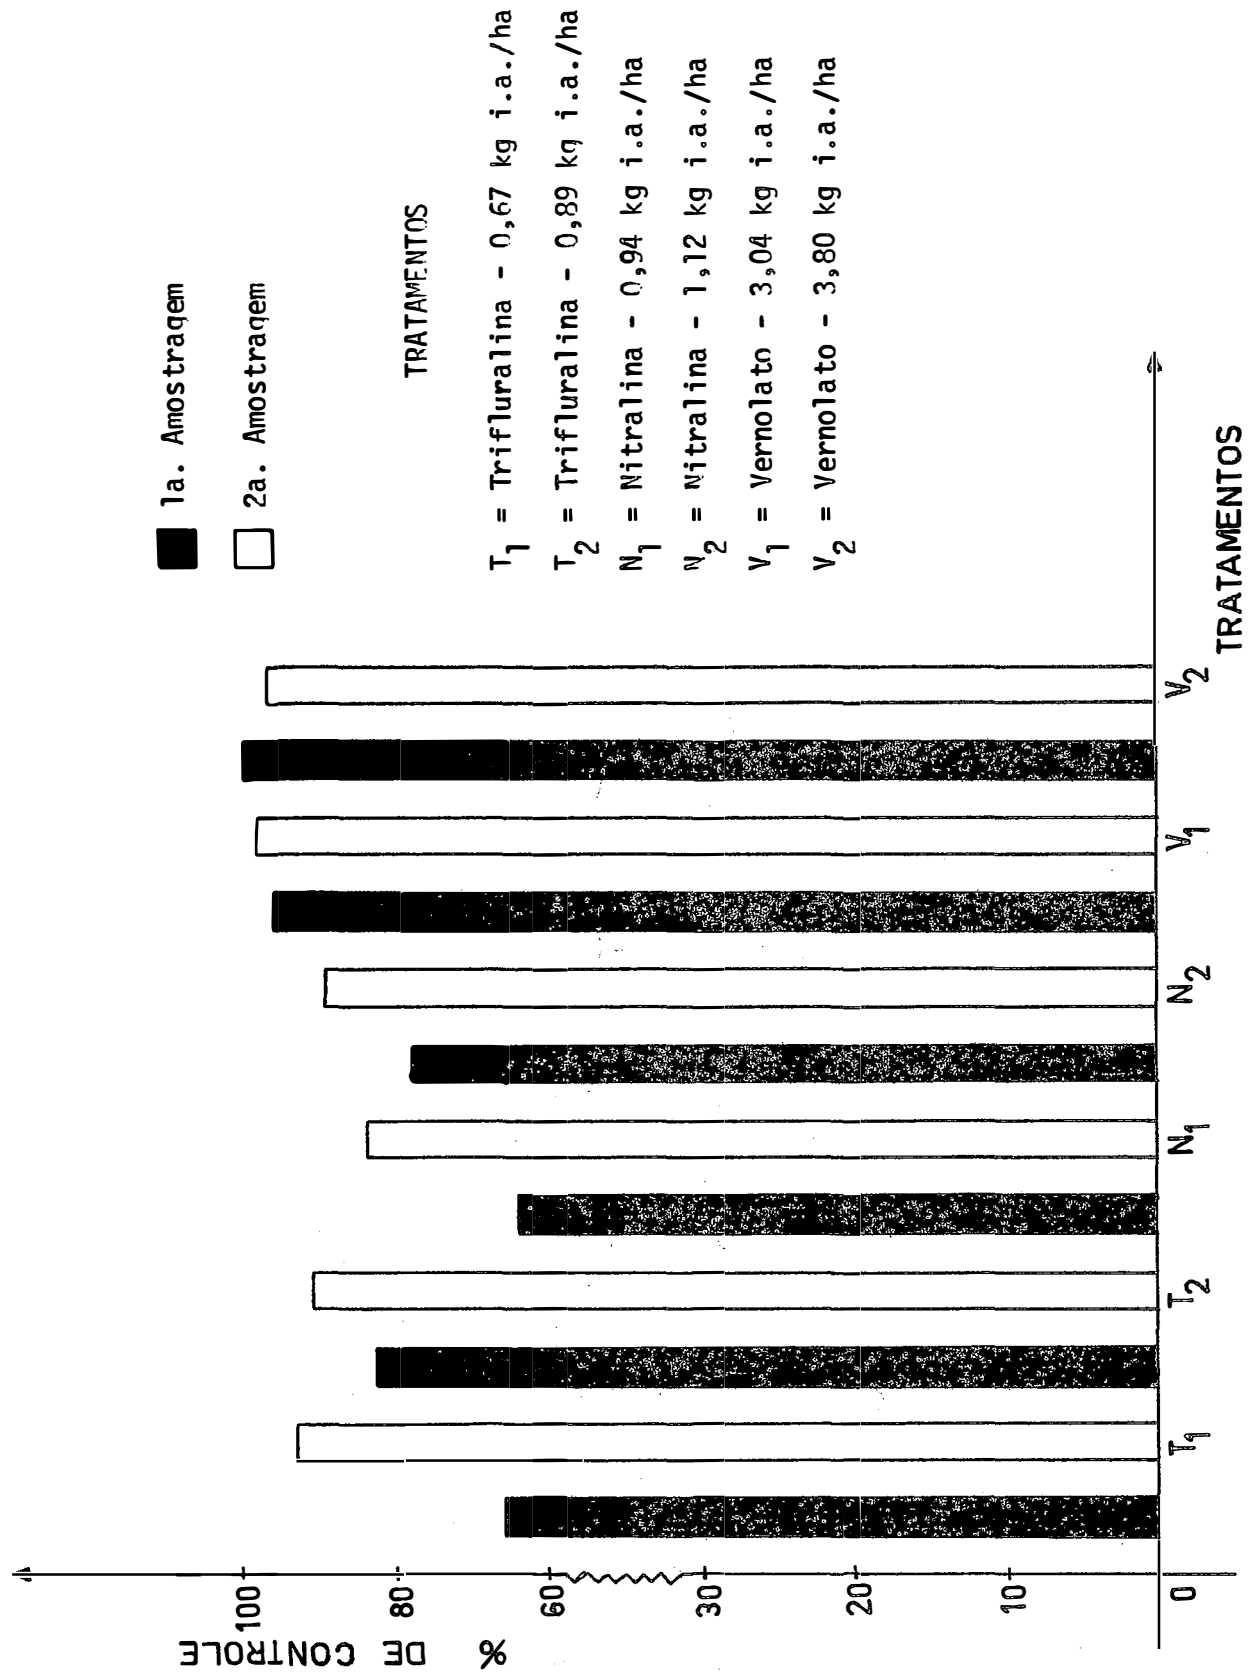 % DE CONTROLE
100
80
60
30
20
10
0
T1
T2
N1
N2
V1
V2
TRATAMENTOS
1a. Amostragem
2a. Amostragem
TRATAMENTOS
T1 = Trifluralina - 0,67 kg i.a./ha
T2 = Trifluralina - 0,89 kg i.a./ha
N1 = Nitralina - 0,94 kg i.a./ha
N2 = Nitralina - 1,12 kg i.a./ha
V1 = Vernolato - 3,04 kg i.a./ha
V2 = Vernolato - 3,80 kg i.a./ha